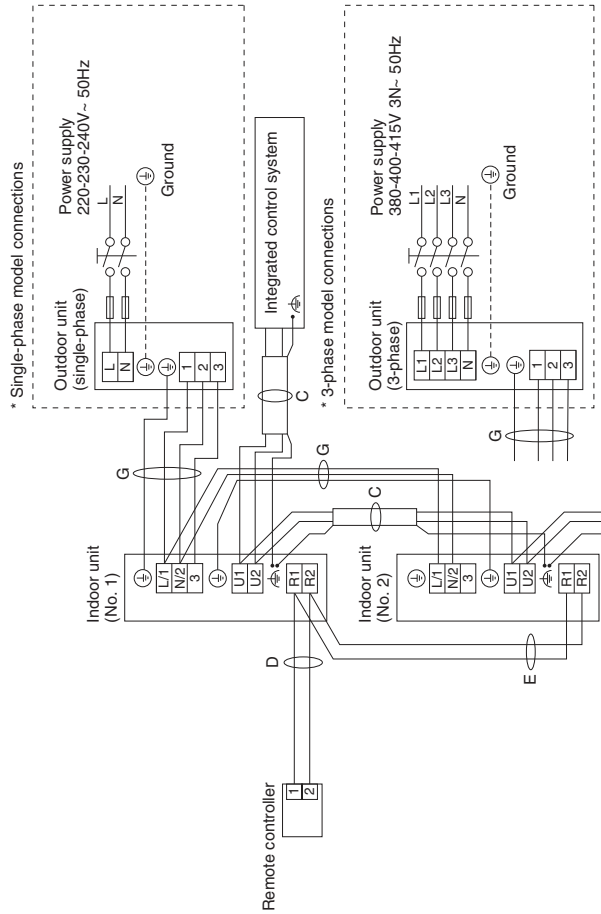 * Single-phase model connections
Power supply
220-230-240V~ 50Hz
L
N
Ground
Outdoor unit
(single-phase)
L
N
1
2
3
G
Integrated control system
C
Indoor unit
(No. 1)
L/1
N/2
3
U1
U2
R1
R2
D
Remote controller
1
2
G
C
E
Indoor unit
(No. 2)
L/1
N/2
3
U1
U2
R1
R2
* 3-phase model connections
Power supply
380-400-415V 3N~ 50Hz
L1
L2
L3
N
Ground
Outdoor unit
(3-phase)
L1
L2
L3
N
1
2
3
G